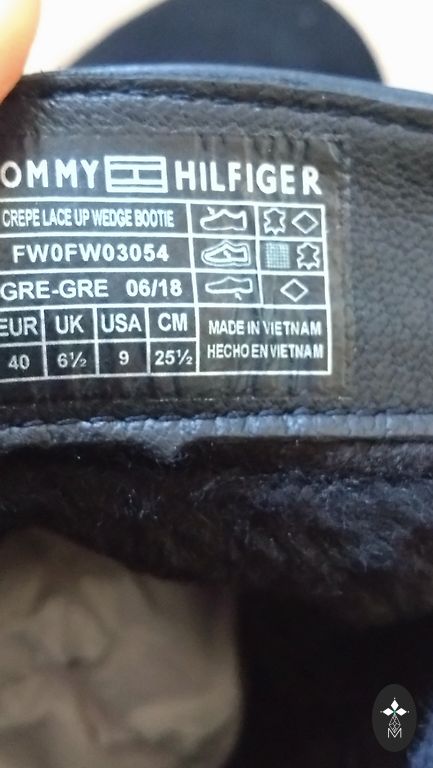 OMMY HILFIGER
CREPE LACE UP WEDGE BOOTIE
FW0FW03054
GRE-GRE 06/18
EUR UK USA CM
40 6½ 9 25½
MADE IN VIETNAM
HECHO EN VIETNAM
M